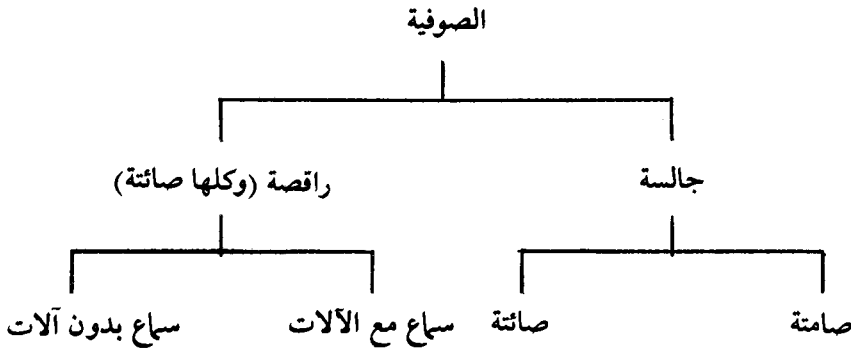 الصوفية
جالسة
راقصة (وكلها صائتة)
صامتة
صائتة
سماع مع الآلات
سماع بدون آلات